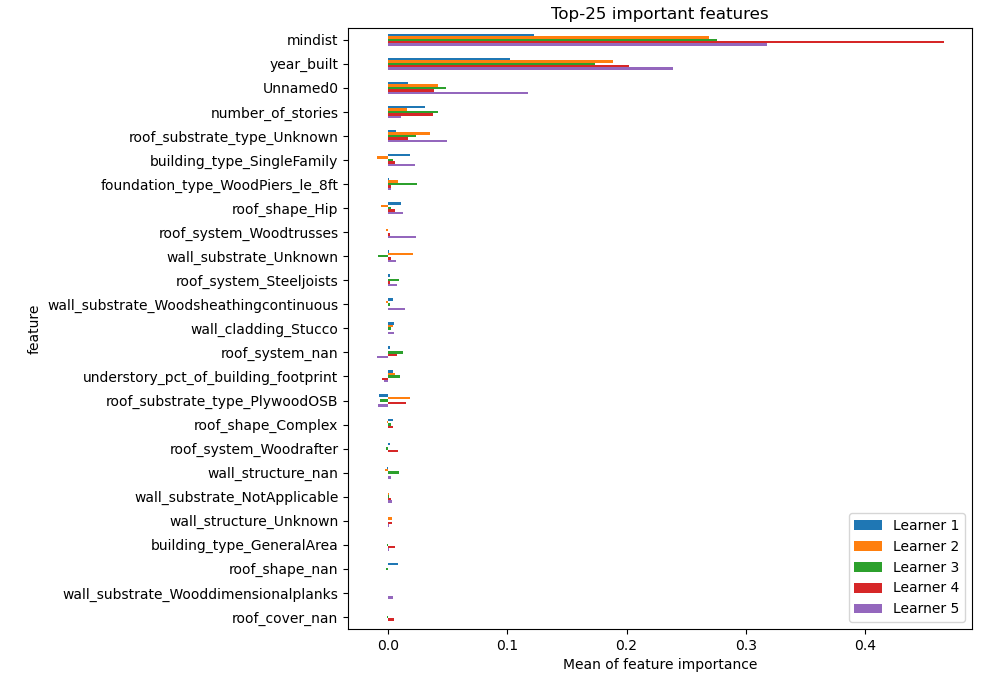 Top-25 important features
mindist
year_built
Unnamed0
number_of_stories
roof_substrate_type_Unknown
building_type_SingleFamily
foundation_type_WoodPiers_le_8ft
roof_shape_Hip
roof_system_Woodtrusses
wall_substrate_Unknown
roof_system_Steeljoists
wall_substrate_Woodsheathingcontinuous
wall_cladding_Stucco
roof_system_nan
understory_pct_of_building_footprint
roof_substrate_type_PlywoodOSB
roof_shape_Complex
roof_system_Woodrafter
wall_structure_nan
wall_substrate_NotApplicable
wall_structure_Unknown
building_type_GeneralArea
roof_shape_nan
wall_substrate_Wooddimensionalplanks
roof_cover_nan
feature
Learner 1
Learner 2
Learner 3
Learner 4
Learner 5
0.0 0.1 0.2 0.3 0.4
Mean of feature importance